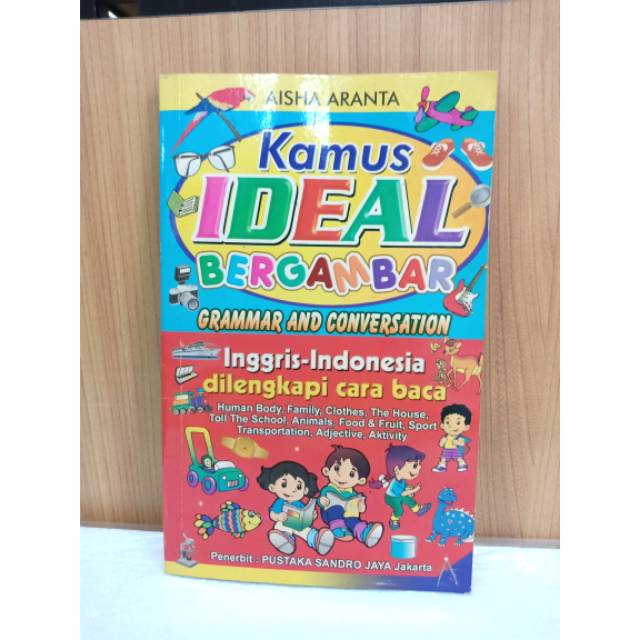 AISHA ARANTA
Kamus
IDEAL
BERGAMBAR
GRAMMAR AND CONVERSATION
Inggris-Indonesia
dilengkapi cara baca
Human Body, Family, Clothes, The House,
Toll The School, Animals, Food & Fruit, Sport
Transportation, Adjective, Aktivity
Penerbit : PUSTAKA SANDRO JAYA Jakarta